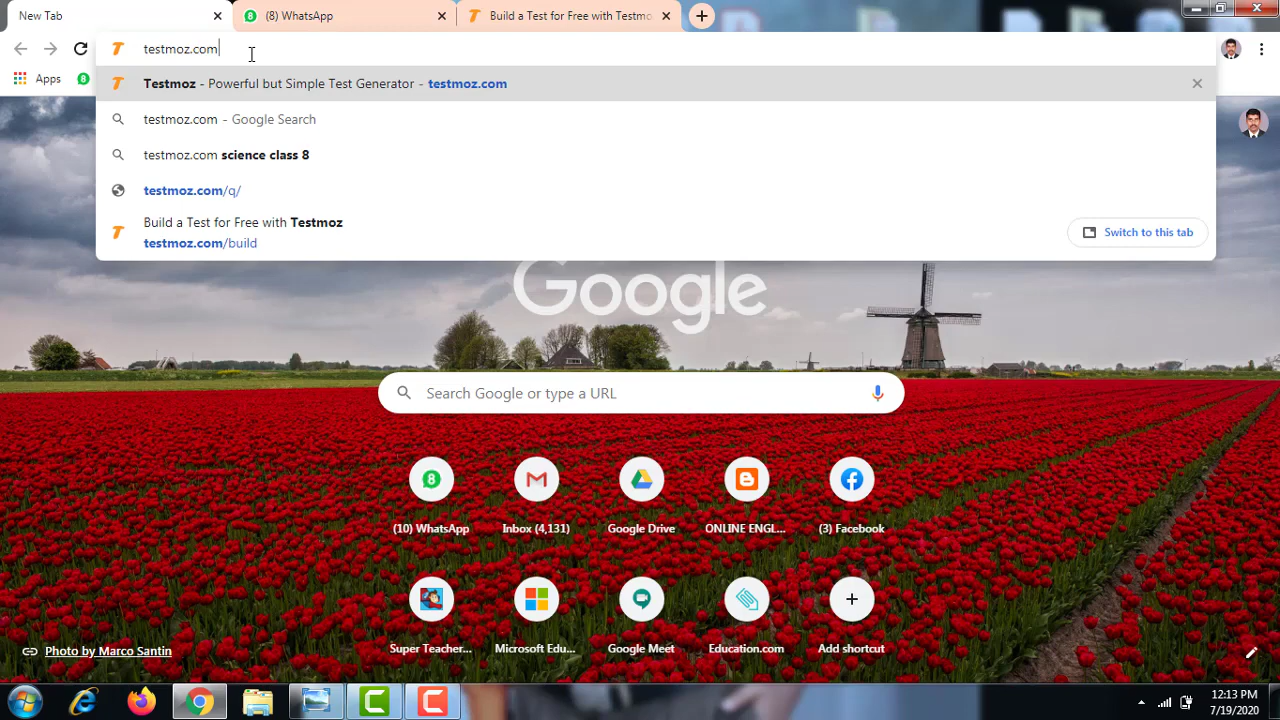 New Tab
(8) WhatsApp
Build a Test for Free with Testmo
testmoz.com
Apps
8
Testmoz - Powerful but Simple Test Generator - testmoz.com
testmoz.com - Google Search
testmoz.com science class 8
testmoz.com/q/
Build a Test for Free with Testmoz
testmoz.com/build
Switch to this tab
Google
Search Google or type a URL
8
(10) WhatsApp
Inbox (4,131)
Google Drive
ONLINE ENGL...
(3) Facebook
Super Teacher...
Microsoft Edu...
Google Meet
Education.com
Add shortcut
Photo by Marco Santin
12:13 PM
7/19/2020